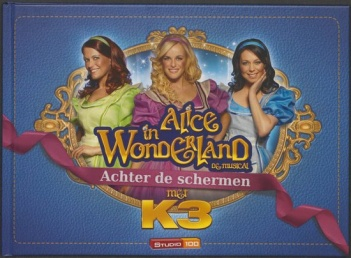 Alice
in
WONDERLAND
DE MUSICAL
Achter de schermen
met
K3
STUDIO 100